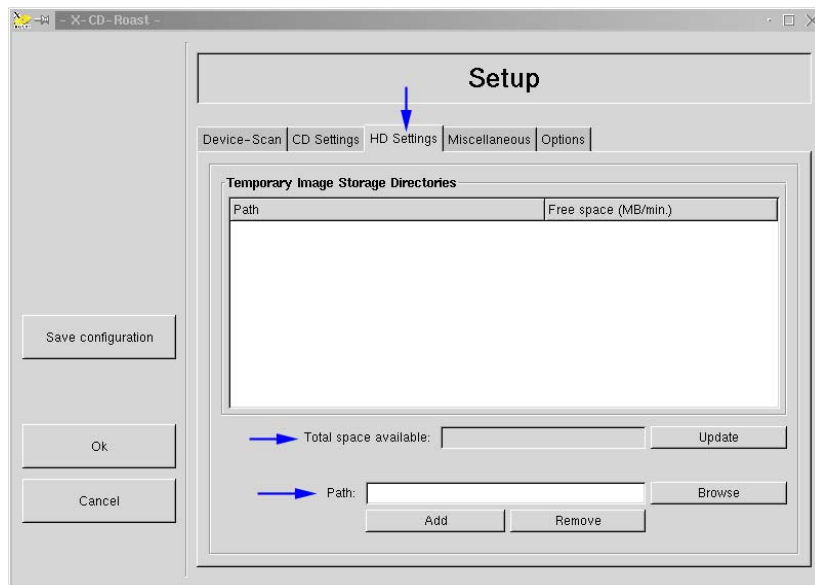 - X-CD-Roast -
Setup
Device-Scan CD Settings HD Settings Miscellaneous Options
Temporary Image Storage Directories
Path Free space (MB/min.)
Save configuration
Total space available: Update
Ok
Path: Browse
Cancel
Add Remove